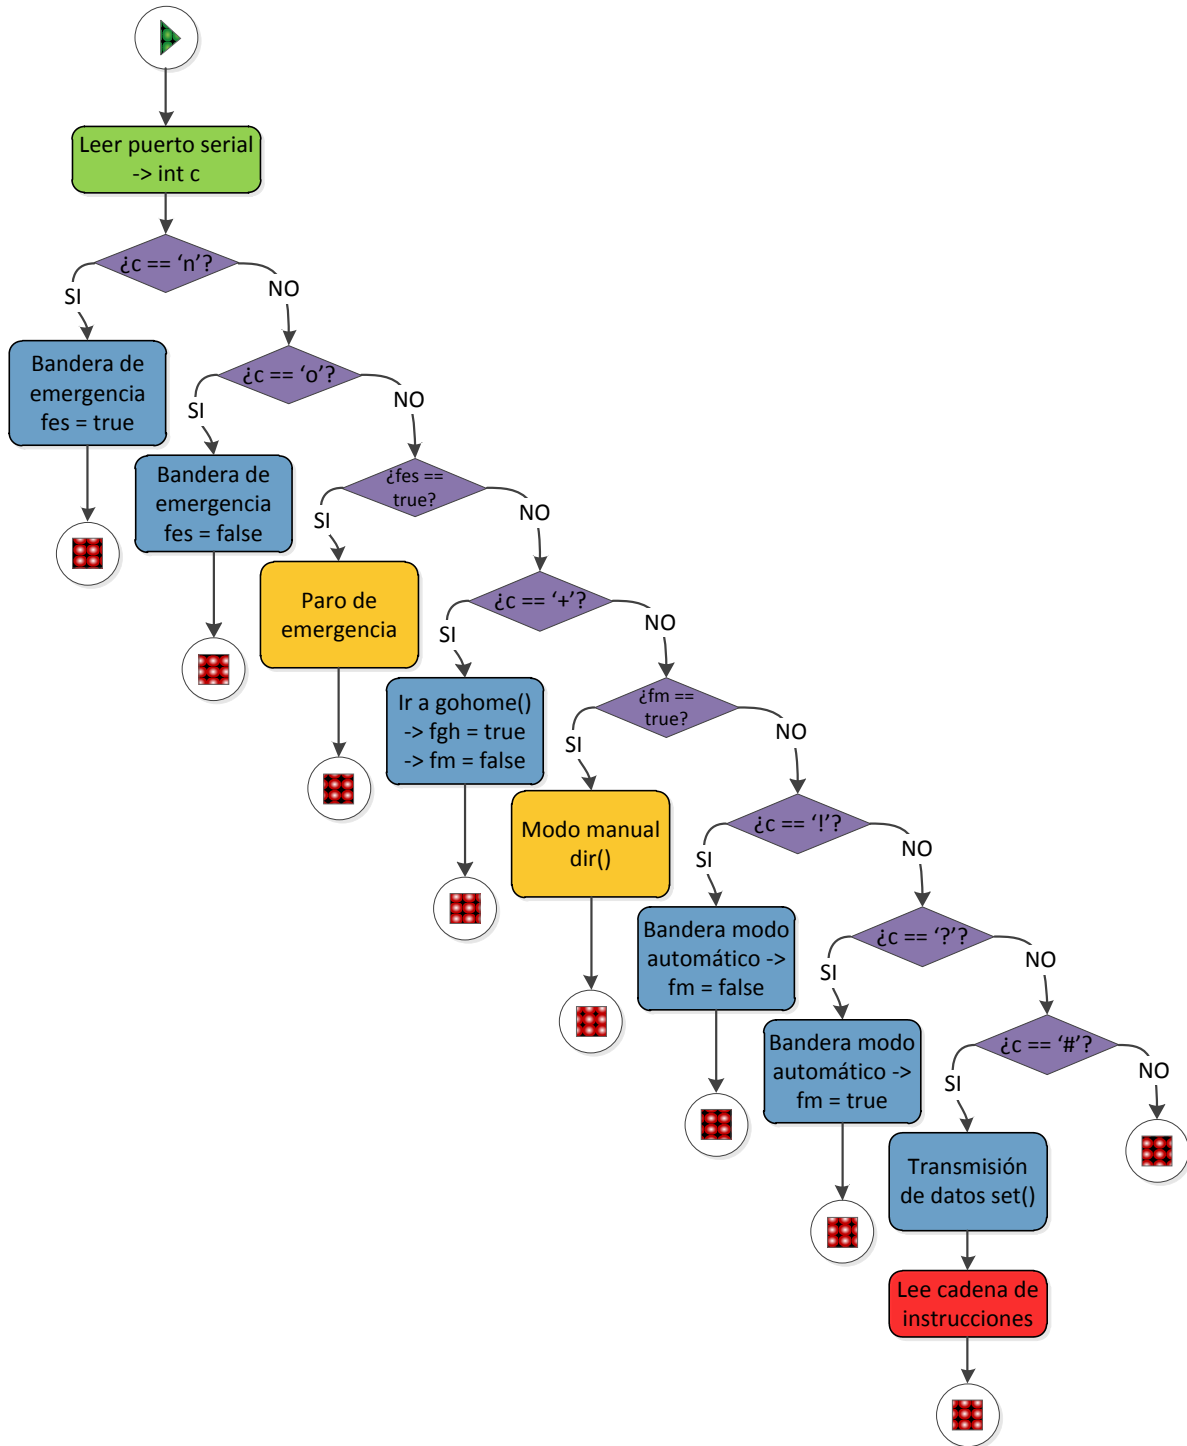 Leer puerto serial
-> int c
¿c == ‘n’?
SI
NO
Bandera de
emergencia
fes = true
¿c == ‘o’?
SI
NO
Bandera de
emergencia
fes = false
¿fes ==
true?
SI
NO
Paro de
emergencia
¿c == ‘+’?
SI
NO
Ir a gohome()
-> fgh = true
-> fm = false
¿fm ==
true?
SI
NO
Modo manual
dir()
¿c == ‘!’?
SI
NO
Bandera modo
automático ->
fm = false
¿c == ‘?’?
SI
NO
Bandera modo
automático ->
fm = true
¿c == ‘#’?
SI
NO
Transmisión
de datos set()
Lee cadena de
instrucciones